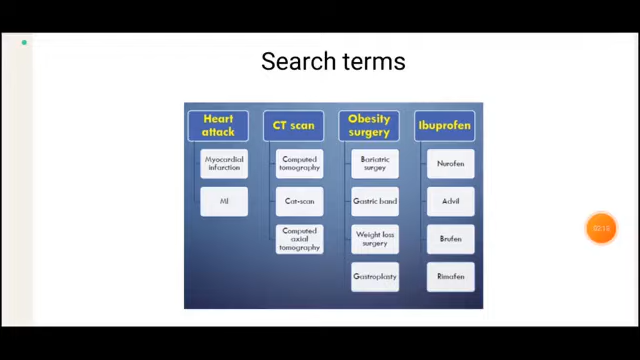 Search terms
Heart
attack
Myocardial
infarction
MI
CT scan
Computed
tomography
Cat-scan
Computed
axial
tomography
Obesity
surgery
Bariatric
surgey
Gastric band
Weight loss
surgery
Gastroplasty
Ibuprofen
Nurofen
Advil
Brufen
Rimafen